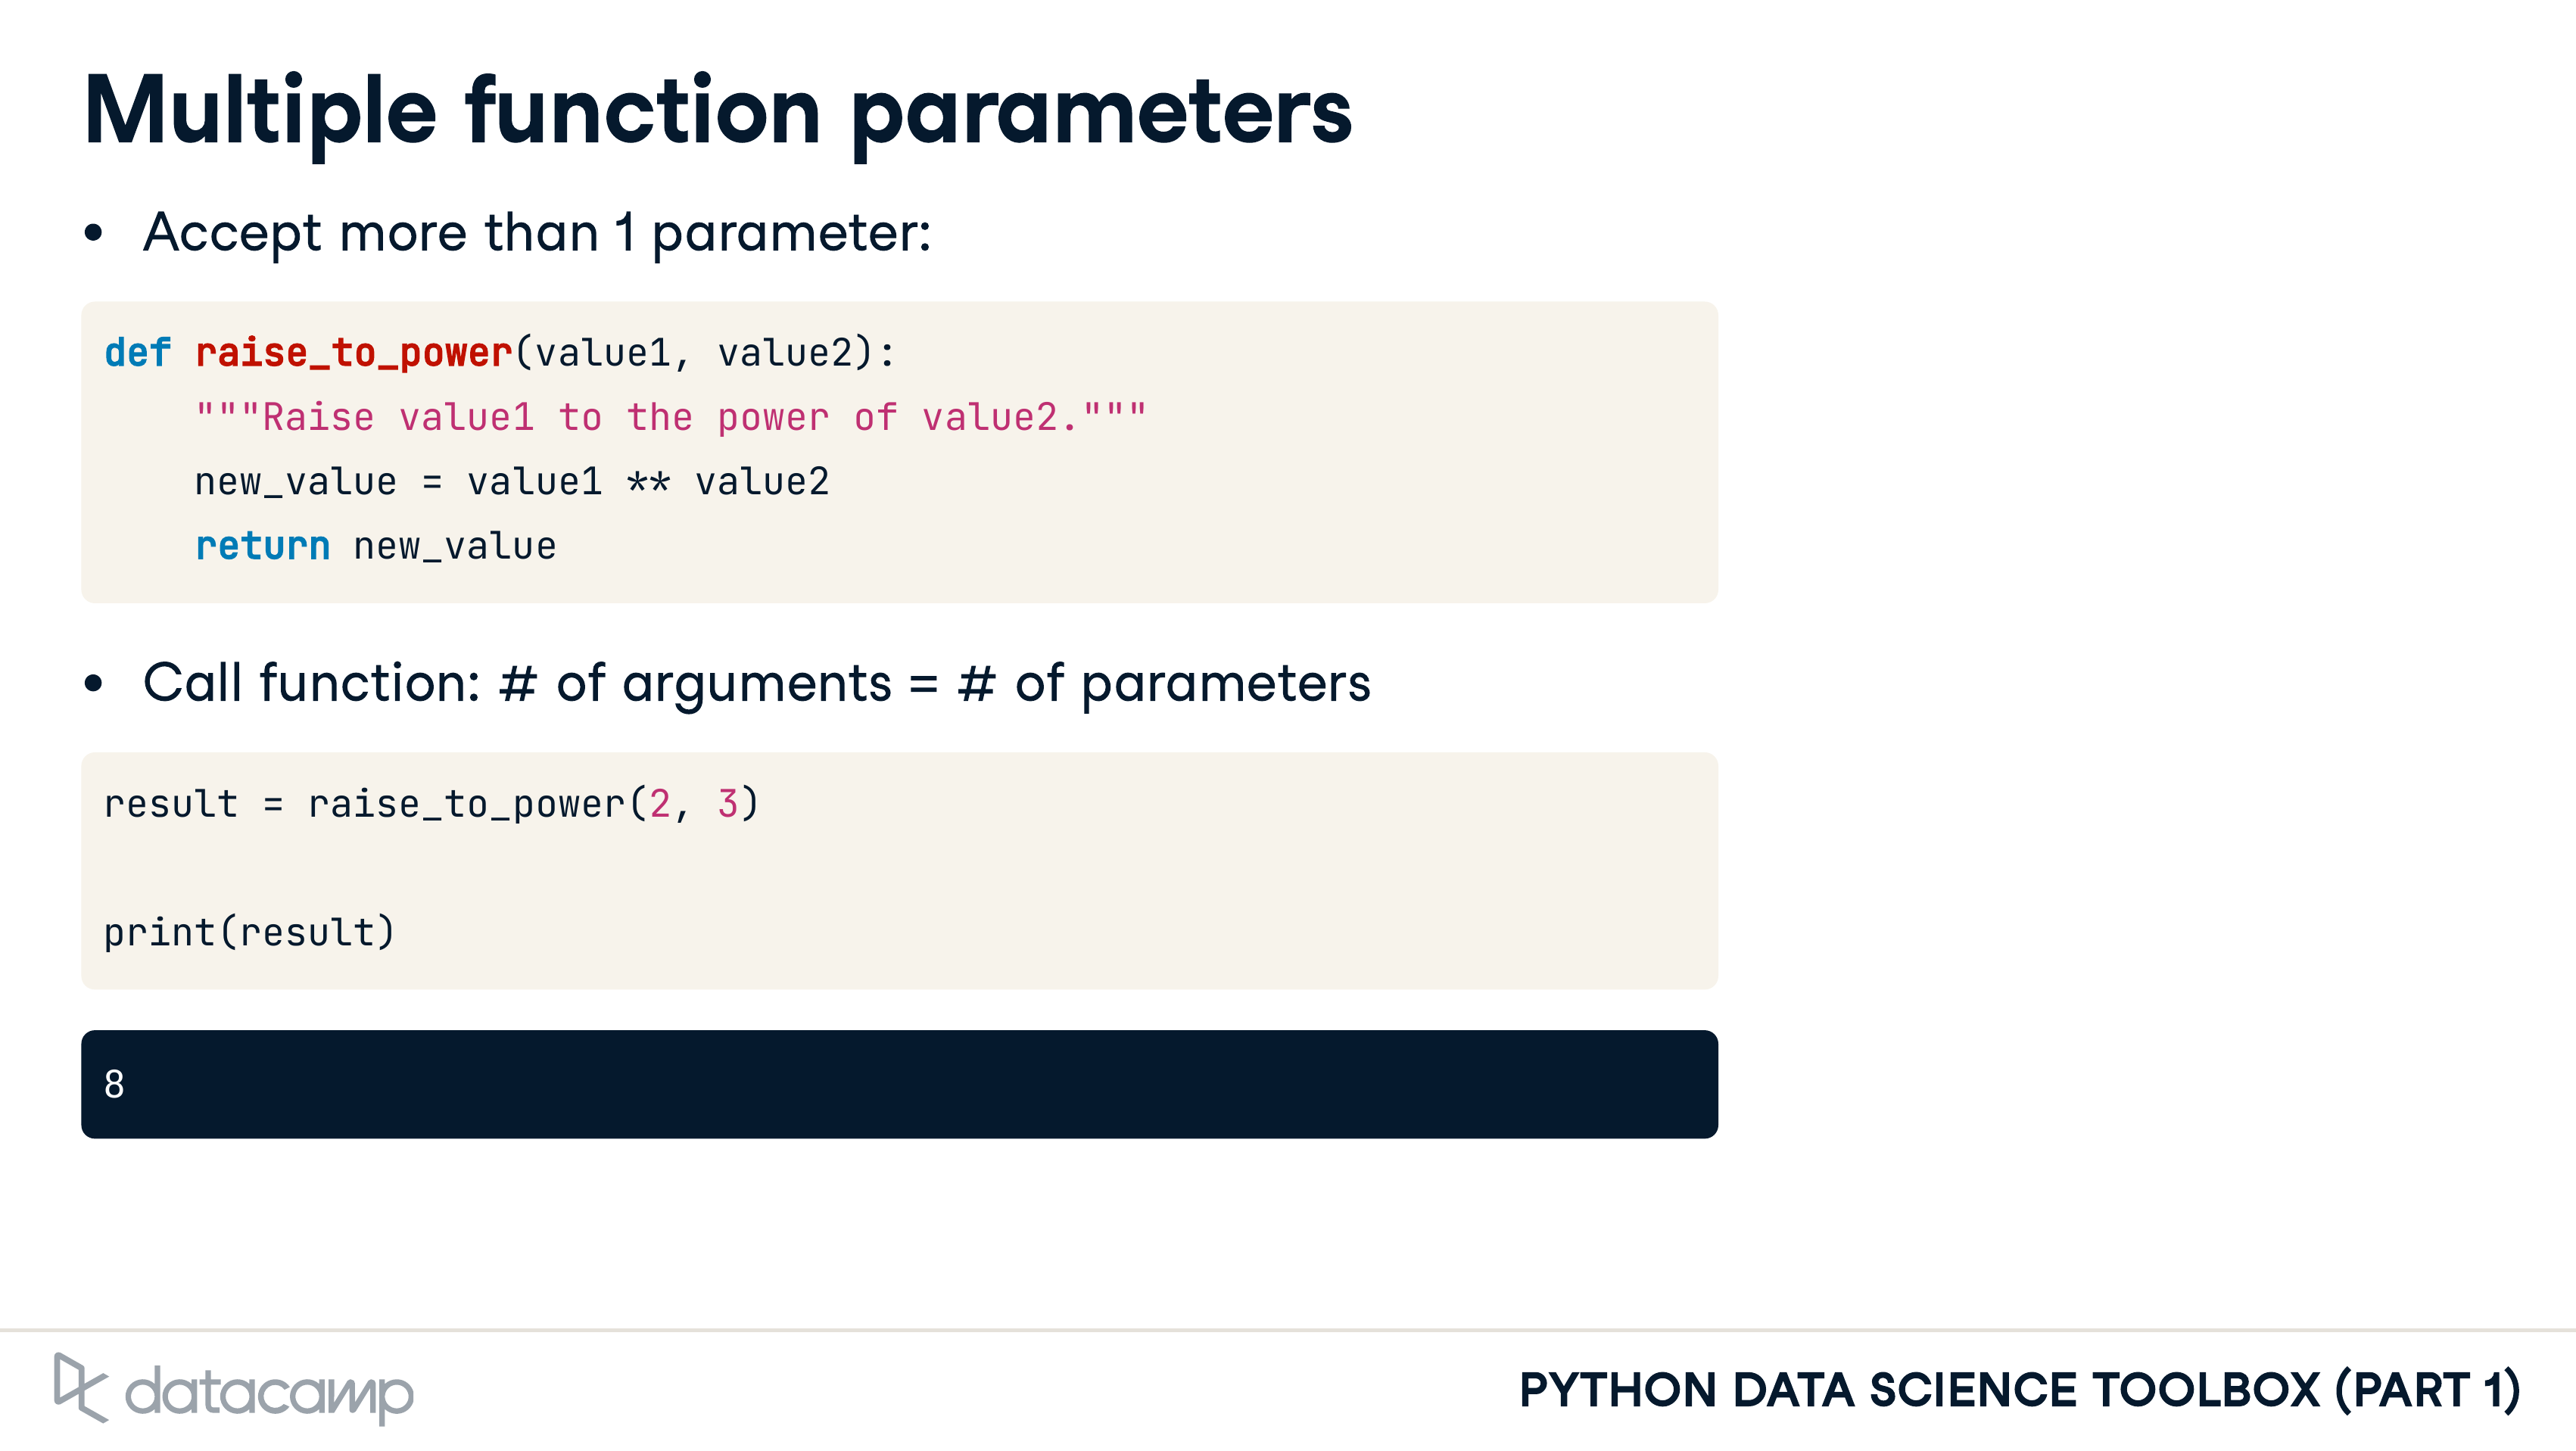 Multiple function parameters
• Accept more than 1 parameter:
def raise_to_power(value1, value2):
    """Raise value1 to the power of value2."""
    new_value = value1 ** value2
    return new_value
• Call function: # of arguments = # of parameters
result = raise_to_power(2, 3)
print(result)
8
datacamp
PYTHON DATA SCIENCE TOOLBOX (PART 1)